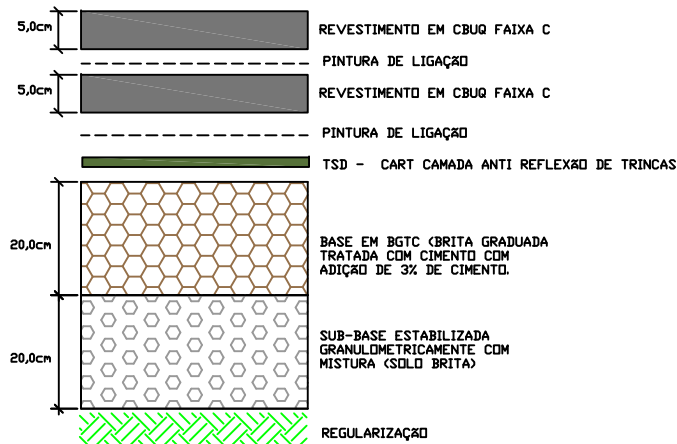 5,0cm REVESTIMENTO EM CBUQ FAIXA C
PINTURA DE LIGAÇÃO
5,0cm REVESTIMENTO EM CBUQ FAIXA C
PINTURA DE LIGAÇÃO
TSD - CART CAMADA ANTI REFLEXÃO DE TRINCAS
20,0cm
BASE EM BGTC (BRITA GRADUADA
TRATADA COM CIMENTO COM
ADIÇÃO DE 3% DE CIMENTO.
20,0cm
SUB-BASE ESTABILIZADA
GRANULOMETRICAMENTE COM
MISTURA (SOLO BRITA)
REGULARIZAÇÃO